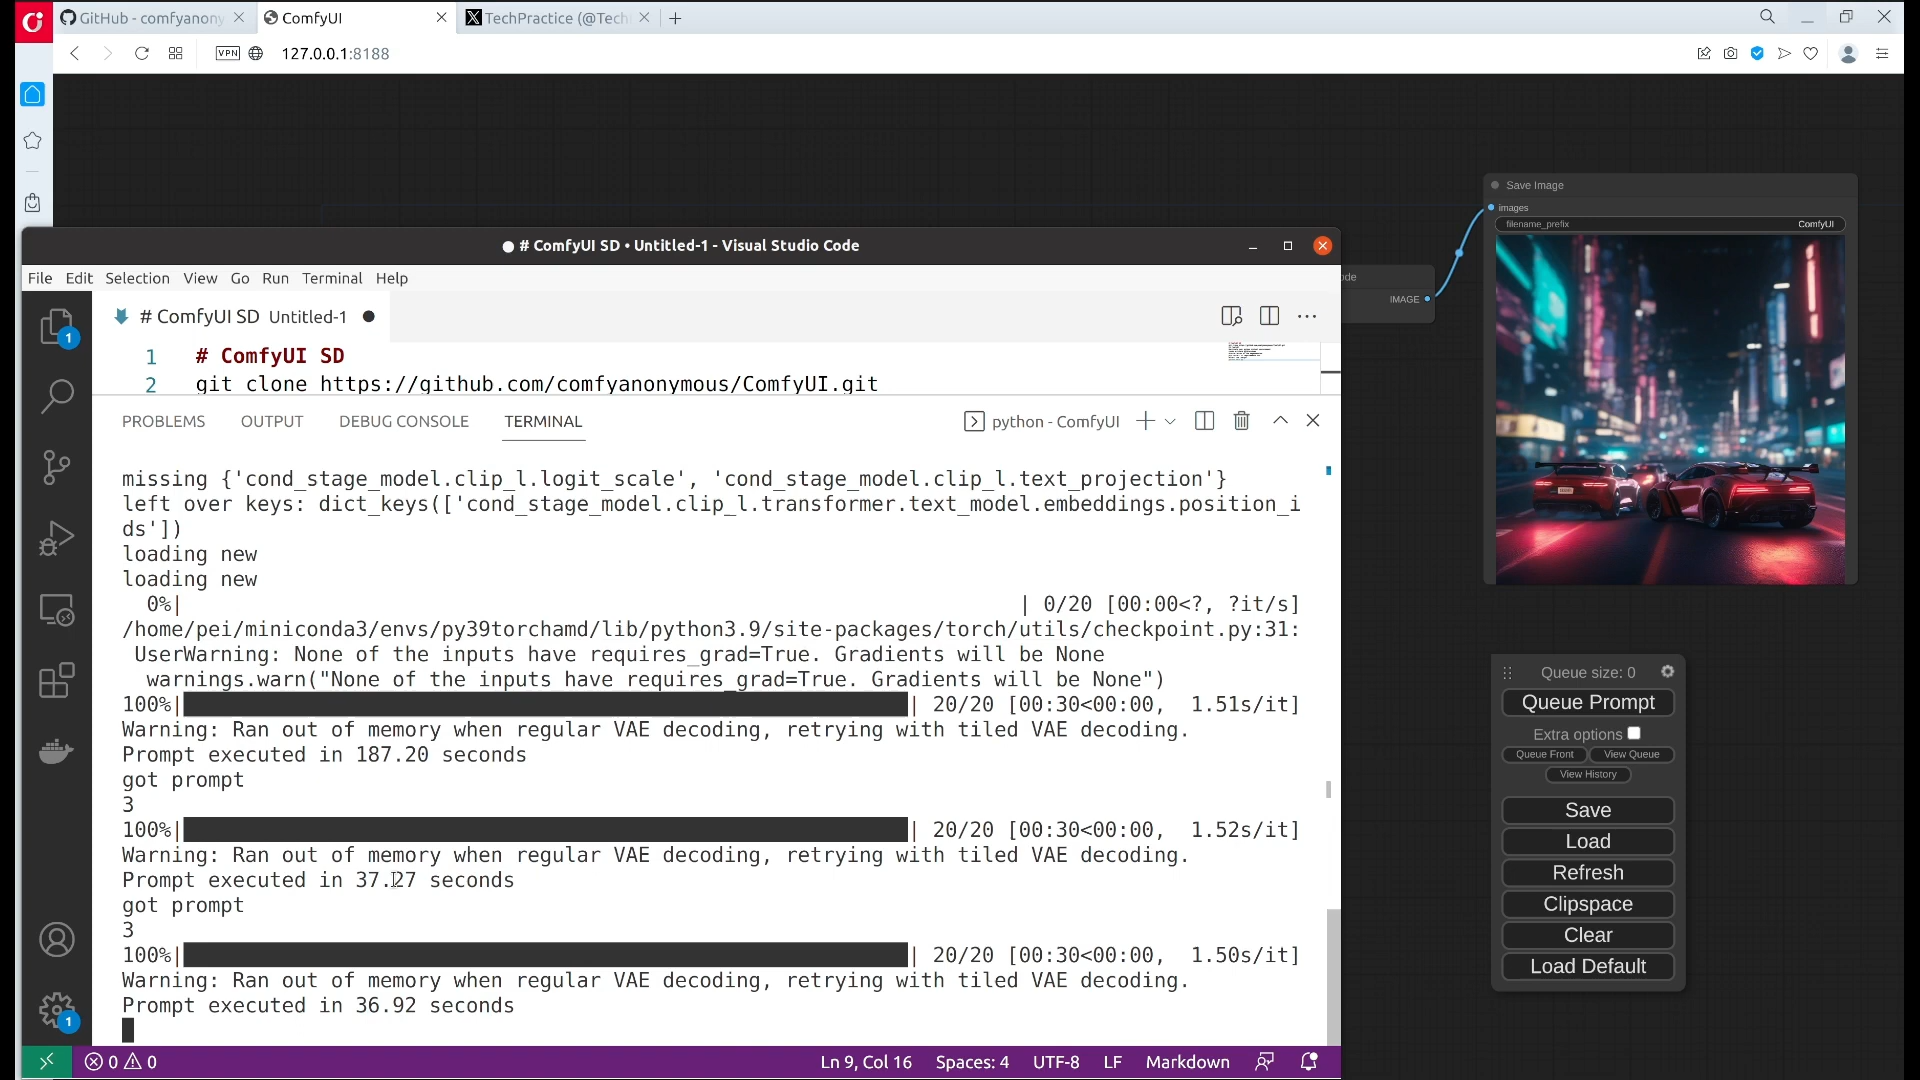 GitHub - comfyanony
ComfyUI
TechPractice (@Tech
VPN
127.0.0.1:8188
Save Image
images
filename_prefix
ComfyUI
IMAGE
# ComfyUI SD • Untitled-1 - Visual Studio Code
File Edit Selection View Go Run Terminal Help
# ComfyUI SD Untitled-1
1 # ComfyUI SD
2 git clone https://github.com/comfyanonymous/ComfyUI.git
PROBLEMS OUTPUT DEBUG CONSOLE TERMINAL
python - ComfyUI
missing {'cond_stage_model.clip_l.logit_scale', 'cond_stage_model.clip_l.text_projection'}
left over keys: dict_keys(['cond_stage_model.clip_l.transformer.text_model.embeddings.position_i
ds'])
loading new
loading new
0%| | 0/20 [00:00<?, ?it/s]
/home/pei/miniconda3/envs/py39torchamd/lib/python3.9/site-packages/torch/utils/checkpoint.py:31:
UserWarning: None of the inputs have requires_grad=True. Gradients will be None
warnings.warn("None of the inputs have requires_grad=True. Gradients will be None")
100%| | 20/20 [00:30<00:00, 1.51s/it]
Warning: Ran out of memory when regular VAE decoding, retrying with tiled VAE decoding.
Prompt executed in 187.20 seconds
got prompt
3
100%| | 20/20 [00:30<00:00, 1.52s/it]
Warning: Ran out of memory when regular VAE decoding, retrying with tiled VAE decoding.
Prompt executed in 37.27 seconds
got prompt
3
100%| | 20/20 [00:30<00:00, 1.50s/it]
Warning: Ran out of memory when regular VAE decoding, retrying with tiled VAE decoding.
Prompt executed in 36.92 seconds
1
1
0 0
Ln 9, Col 16 Spaces: 4 UTF-8 LF Markdown
Queue size: 0
Queue Prompt
Extra options
Queue Front View Queue
View History
Save
Load
Refresh
Clipspace
Clear
Load Default